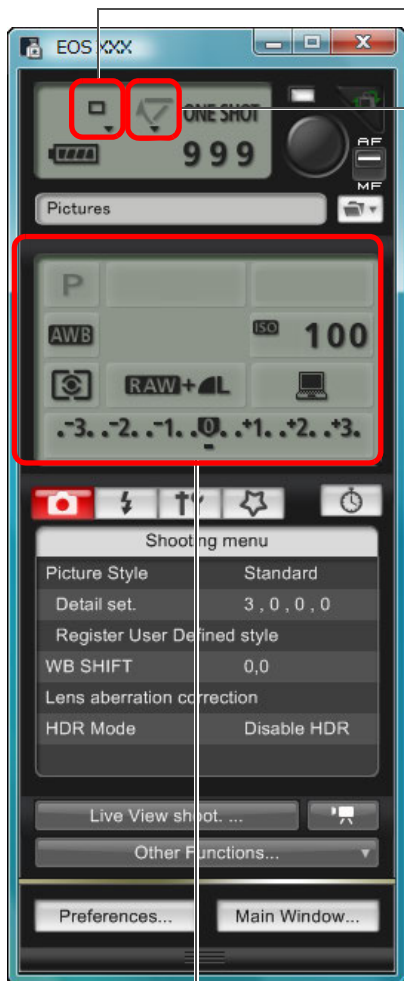 EOS XXX
ONE SHOT
999
AF
MF
Pictures
P
AWB
ISO 100
RAW+L
-3..-2..-1..0..+1..+2..+3.
Shooting menu
Picture Style Standard
Detail set. 3 , 0 , 0 , 0
Register User Defined style
WB SHIFT 0,0
Lens aberration correction
HDR Mode Disable HDR
Live View shoot. ...
Other Functions...
Preferences... Main Window...